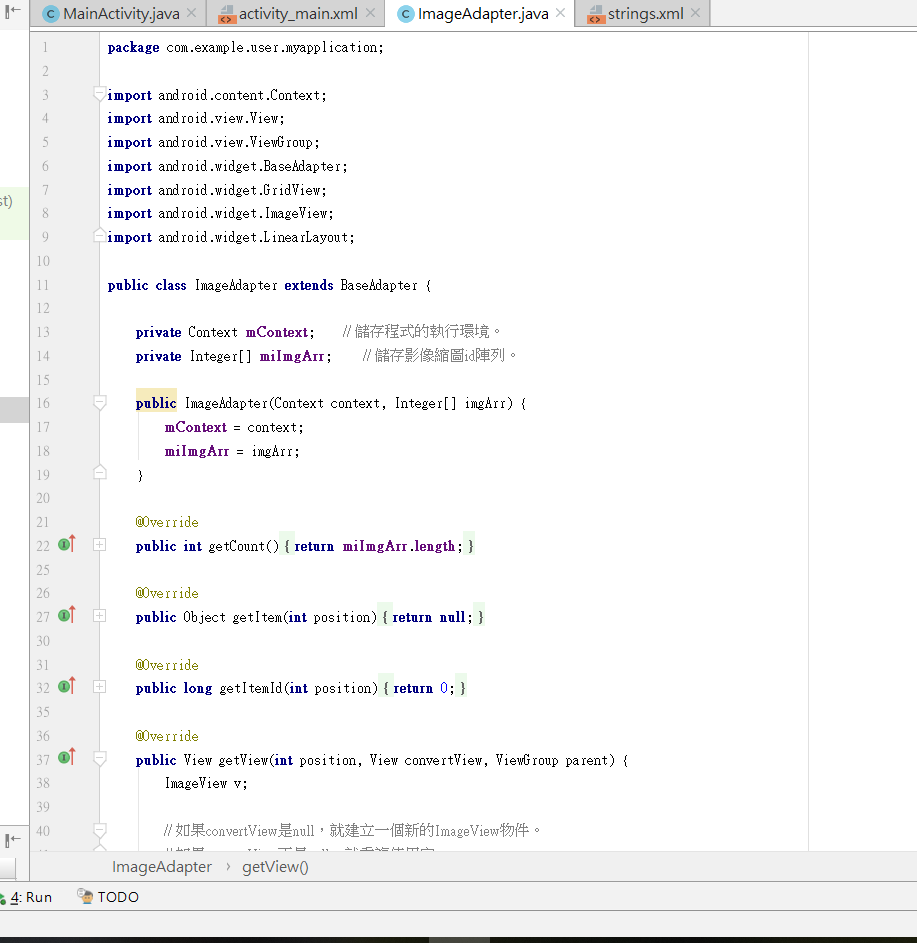 MainActivity.java
activity_main.xml
ImageAdapter.java
strings.xml
1 package com.example.user.myapplication;
2
3 import android.content.Context;
4 import android.view.View;
5 import android.view.ViewGroup;
6 import android.widget.BaseAdapter;
7 import android.widget.GridView;
8 import android.widget.ImageView;
9 import android.widget.LinearLayout;
10
11 public class ImageAdapter extends BaseAdapter {
12
13 private Context mContext; //儲存程式的執行環境。
14 private Integer[] miImgArr; //儲存影像縮圖id陣列。
15
16 public ImageAdapter(Context context, Integer[] imgArr) {
17 mContext = context;
18 miImgArr = imgArr;
19 }
20
21 @Override
22 public int getCount() { return miImgArr.length; }
25
26 @Override
27 public Object getItem(int position) { return null; }
30
31 @Override
32 public long getItemId(int position) { return 0; }
35
36 @Override
37 public View getView(int position, View convertView, ViewGroup parent) {
38 ImageView v;
39
40 //如果convertView是null，就建立一個新的ImageView物件。
st)
ImageAdapter › getView()
4: Run
TODO